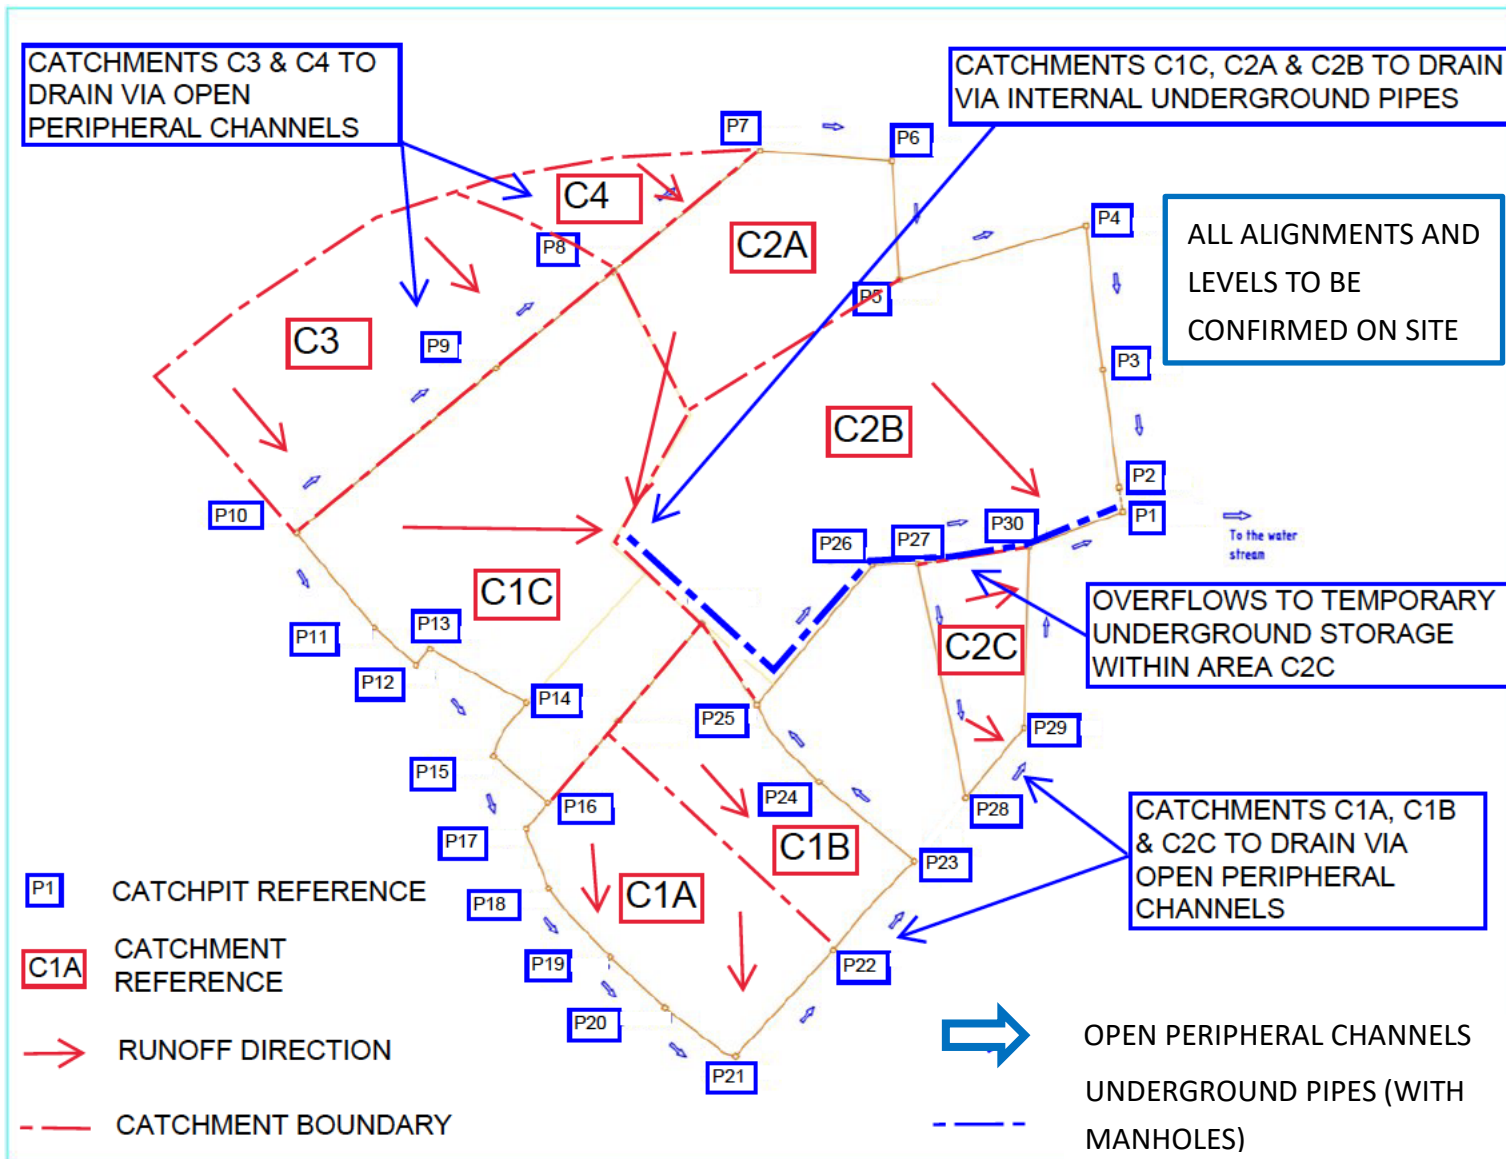 CATCHMENTS C3 & C4 TO
DRAIN VIA OPEN
PERIPHERAL CHANNELS
CATCHMENTS C1C, C2A & C2B TO DRAIN
VIA INTERNAL UNDERGROUND PIPES
ALL ALIGNMENTS AND
LEVELS TO BE
CONFIRMED ON SITE
P7
P6
C4
P4
C2A
P8
P5
C3
P9
P3
C2B
P2
P10
P1
P30
P27
P26
To the water
stream
C1C
OVERFLOWS TO TEMPORARY
UNDERGROUND STORAGE
WITHIN AREA C2C
P13
P11
C2C
P12
P14
P25
P29
P15
P24
P16
P28
CATCHMENTS C1A, C1B
& C2C TO DRAIN VIA
OPEN PERIPHERAL
CHANNELS
P17
C1B
P23
P18
C1A
P19
P22
P20
P21
P1
CATCHPIT REFERENCE
C1A
CATCHMENT
REFERENCE
RUNOFF DIRECTION
CATCHMENT BOUNDARY
OPEN PERIPHERAL CHANNELS
UNDERGROUND PIPES (WITH
MANHOLES)